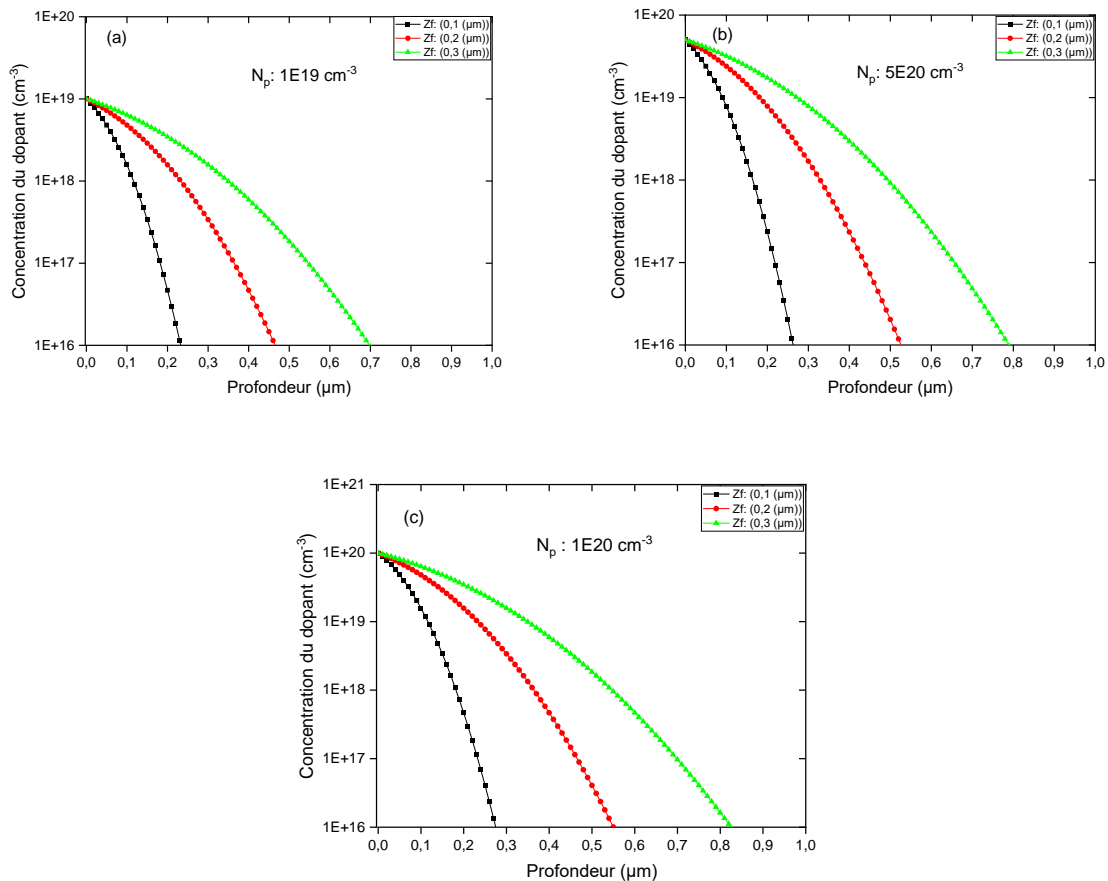 (a)
N_p: 1E19 cm⁻³
Zf: (0,1 (µm))
Zf: (0,2 (µm))
Zf: (0,3 (µm))
1E+20
1E+19
1E+18
1E+17
1E+16
Concentration du dopant (cm⁻³)
0,0 0,1 0,2 0,3 0,4 0,5 0,6 0,7 0,8 0,9 1,0
Profondeur (µm)
(b)
N_p: 5E20 cm⁻³
Zf: (0,1 (µm))
Zf: (0,2 (µm))
Zf: (0,3 (µm))
1E+20
1E+19
1E+18
1E+17
1E+16
Concentration du dopant (cm⁻³)
0,0 0,1 0,2 0,3 0,4 0,5 0,6 0,7 0,8 0,9 1,0
Profondeur (µm)
(c)
N_p : 1E20 cm⁻³
Zf: (0,1 (µm))
Zf: (0,2 (µm))
Zf: (0,3 (µm))
1E+21
1E+20
1E+19
1E+18
1E+17
1E+16
Concentration du dopant (cm⁻³)
0,0 0,1 0,2 0,3 0,4 0,5 0,6 0,7 0,8 0,9 1,0
Profondeur (µm)